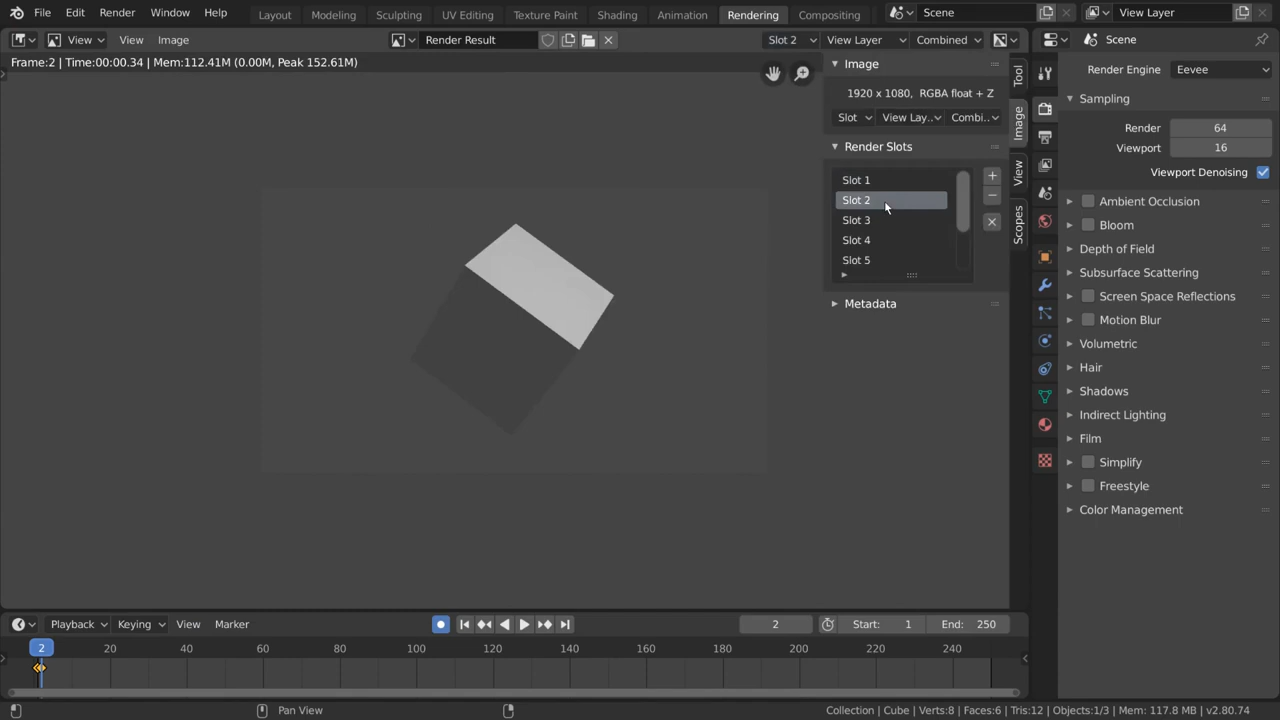 File Edit Render Window Help Layout Modeling Sculpting UV Editing Texture Paint Shading Animation Rendering Compositing Scene View Layer
View View Image Render Result Slot 2 View Layer Combined Scene
Frame:2 | Time:00:00.34 | Mem:112.41M (0.00M, Peak 152.61M)
Image
1920 x 1080, RGBA float + Z
Slot View Lay.. Combi..
Render Slots
Slot 1
Slot 2
Slot 3
Slot 4
Slot 5
Metadata
Tool
Image
View
Scopes
Render Engine Eevee
Sampling
Render 64
Viewport 16
Viewport Denoising
Ambient Occlusion
Bloom
Depth of Field
Subsurface Scattering
Screen Space Reflections
Motion Blur
Volumetric
Hair
Shadows
Indirect Lighting
Film
Simplify
Freestyle
Color Management
Playback Keying View Marker 2 Start: 1 End: 250
2 20 40 60 80 100 120 140 160 180 200 220 240
Pan View Collection | Cube | Verts:8 | Faces:6 | Tris:12 | Objects:1/3 | Mem: 117.8 MB | v2.80.74